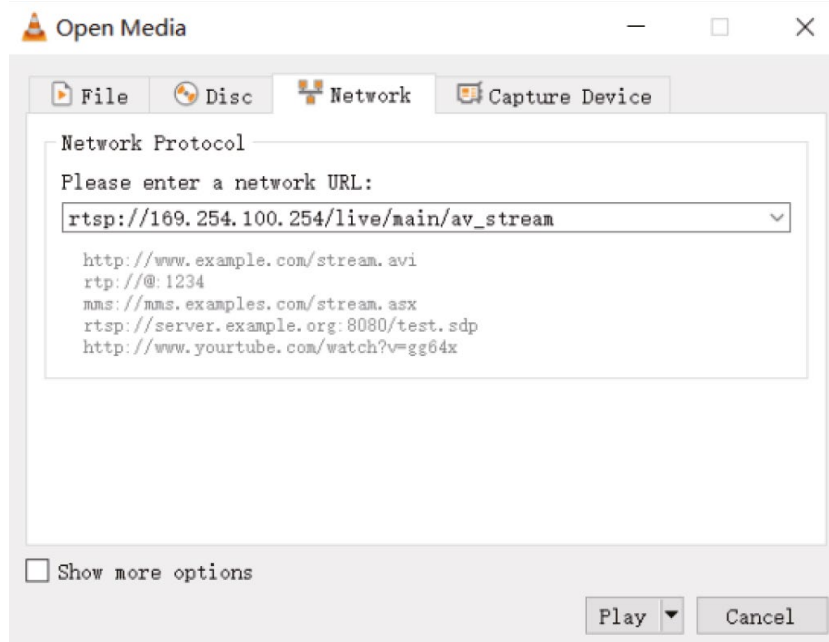 Open Media
File
Disc
Network
Capture Device
Network Protocol
Please enter a network URL:
rtsp://169.254.100.254/live/main/av_stream
http://www.example.com/stream.avi
rtp://@:1234
mms://mms.examples.com/stream.asx
rtsp://server.example.org:8080/test.sdp
http://www.yourtube.com/watch?v=gg64x
Show more options
Play
Cancel